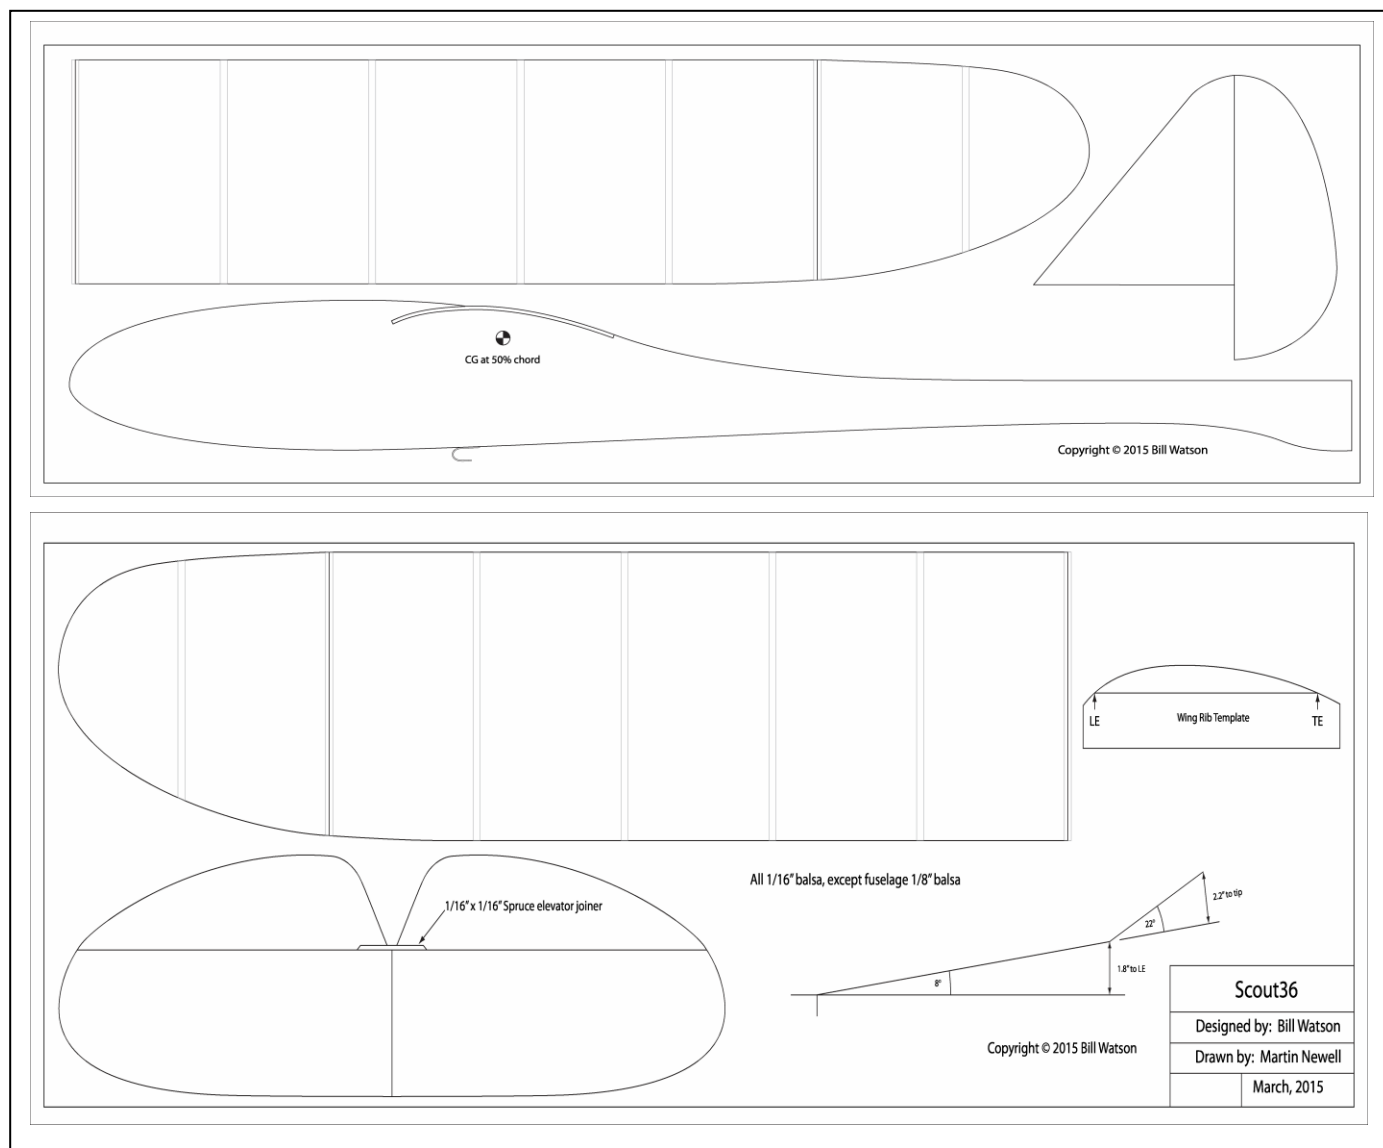 CG at 50% chord
Copyright © 2015 Bill Watson
LE
Wing Rib Template
TE
All 1/16" balsa, except fuselage 1/8" balsa
1/16" x 1/16" Spruce elevator joiner
2.2" to tip
22°
1.8" to LE
8°
Scout36
Designed by: Bill Watson
Copyright © 2015 Bill Watson
Drawn by: Martin Newell
March, 2015